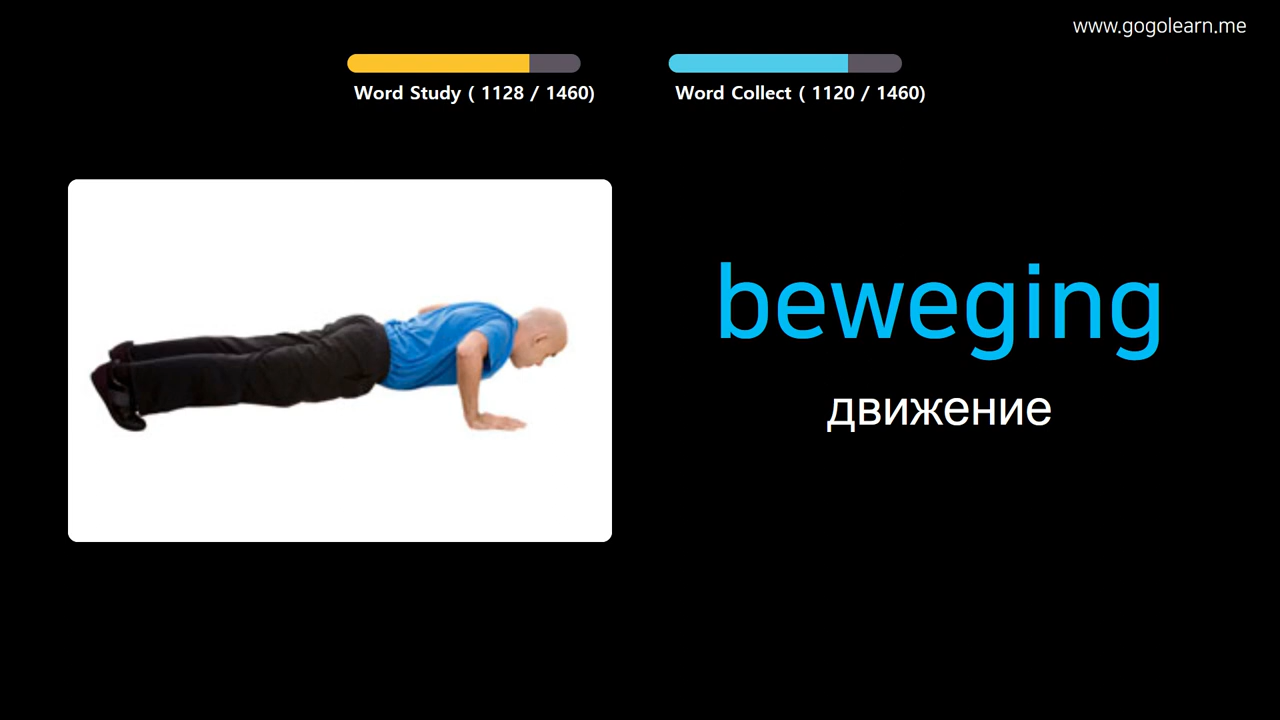 www.gogolearn.me
Word Study ( 1128 / 1460)
Word Collect ( 1120 / 1460)
beweging
движение